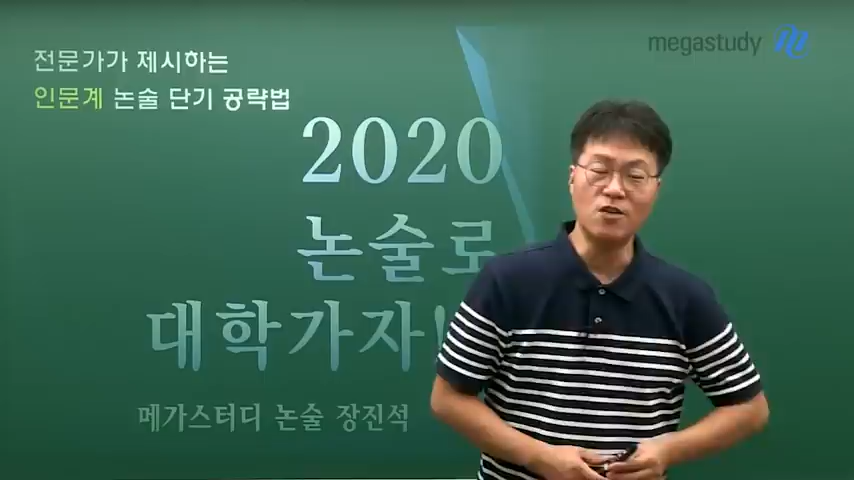 전문가가 제시하는
인문계 논술 단기 공략법
megastudy
2020
논술로
대학가자!
메가스터디 논술 장진석